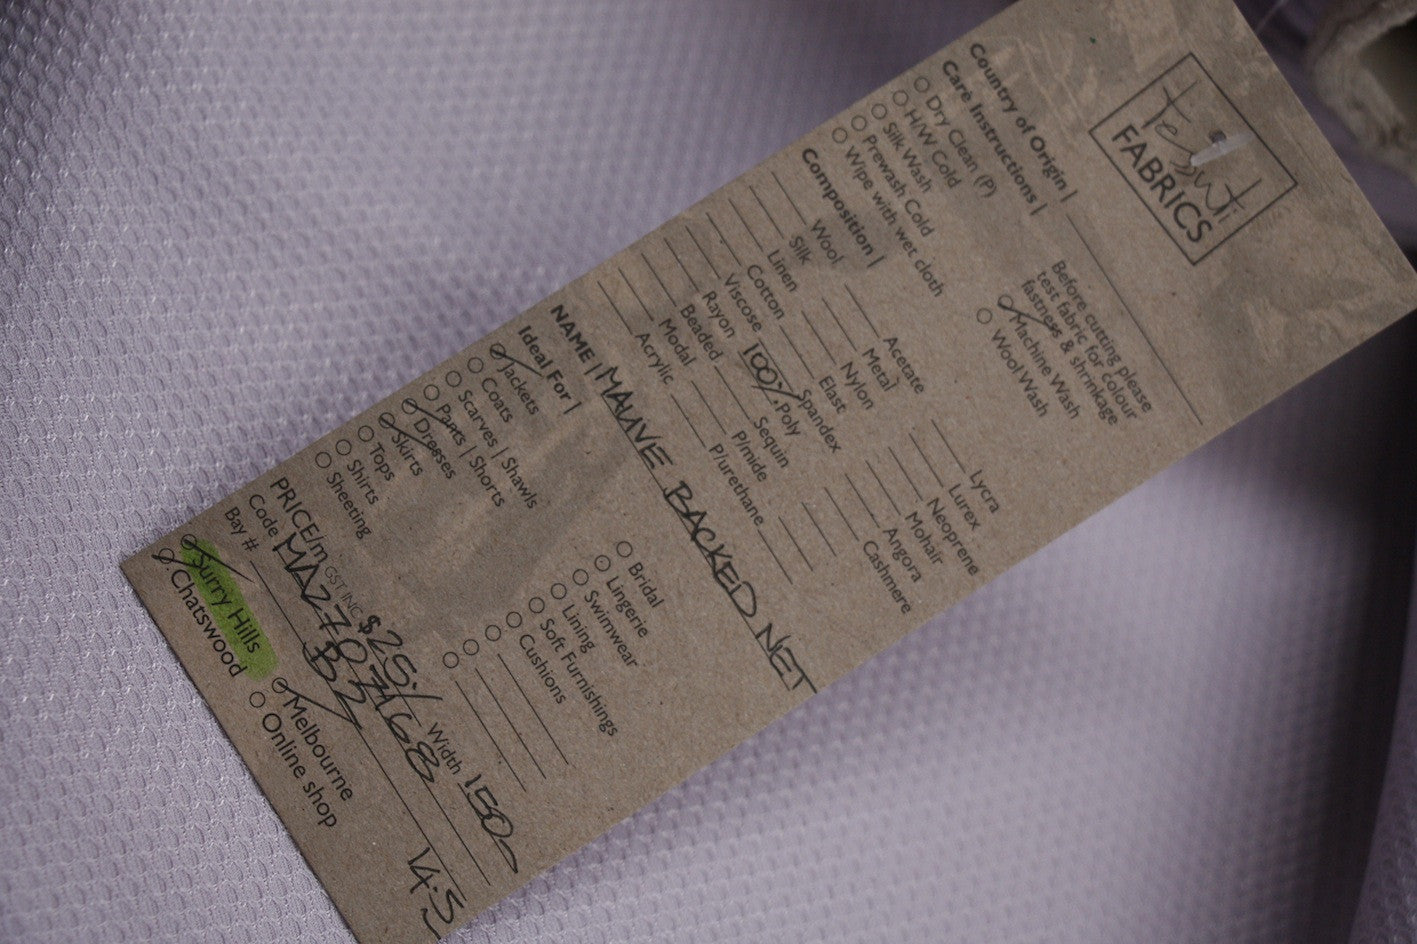 tessuti
FABRICS
Country of Origin |
Care Instructions |
Dry Clean (P)
H/W Cold
Silk Wash
Prewash Cold
Wipe with wet cloth
Before cutting please
test fabric for colour
fastness & shrinkage
Machine Wash
Wool Wash
Composition |
Wool
Silk
Linen
Cotton
Viscose
Rayon
Beaded
Modal
Acrylic
Acetate
Metal
Nylon
Elast
Spandex
100% Poly
Sequin
P/mide
P/urethane
Lycra
Lurex
Neoprene
Mohair
Angora
Cashmere
NAME | MAUVE BACKED NET
Ideal For |
Jackets
Coats
Scarves | Shawls
Pants | Shorts
Dresses
Skirts
Tops
Shirts
Sheeting
Bridal
Lingerie
Swimwear
Lining
Soft Furnishings
Cushions
PRICE/m GST INC $25./ Width 150
Code
Bay #
Surry Hills
Chatswood
Melbourne
Online shop
14.5